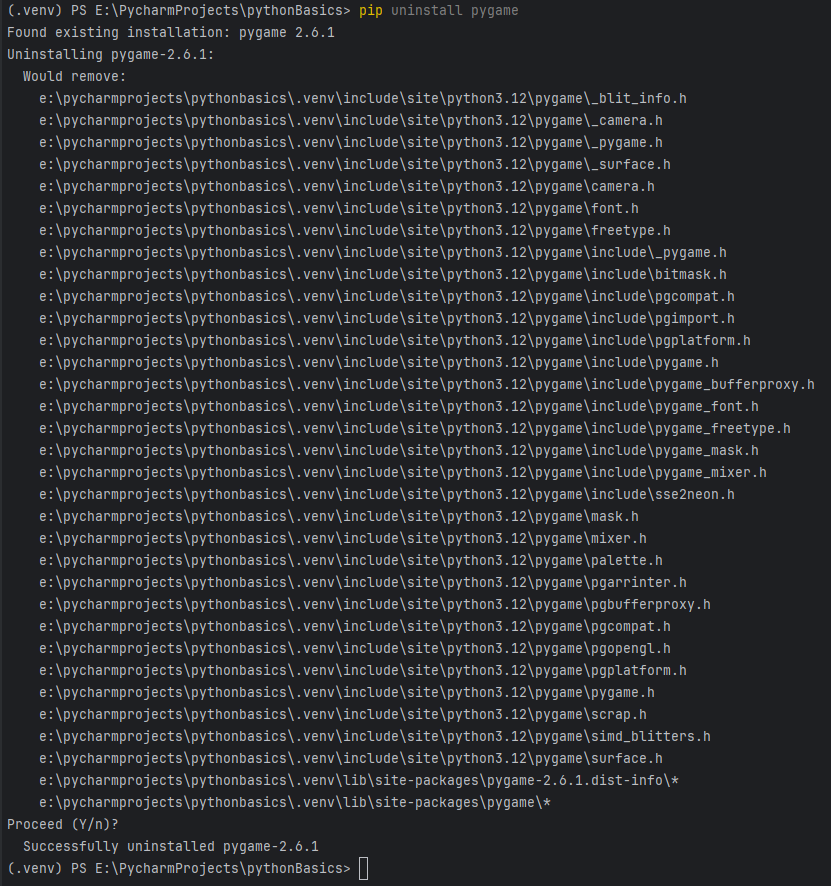 (.venv) PS E:\PycharmProjects\pythonBasics> pip uninstall pygame
Found existing installation: pygame 2.6.1
Uninstalling pygame-2.6.1:
  Would remove:
    e:\pycharmprojects\pythonbasics\.venv\include\site\python3.12\pygame\_blit_info.h
    e:\pycharmprojects\pythonbasics\.venv\include\site\python3.12\pygame\_camera.h
    e:\pycharmprojects\pythonbasics\.venv\include\site\python3.12\pygame\_pygame.h
    e:\pycharmprojects\pythonbasics\.venv\include\site\python3.12\pygame\_surface.h
    e:\pycharmprojects\pythonbasics\.venv\include\site\python3.12\pygame\camera.h
    e:\pycharmprojects\pythonbasics\.venv\include\site\python3.12\pygame\font.h
    e:\pycharmprojects\pythonbasics\.venv\include\site\python3.12\pygame\freetype.h
    e:\pycharmprojects\pythonbasics\.venv\include\site\python3.12\pygame\include\_pygame.h
    e:\pycharmprojects\pythonbasics\.venv\include\site\python3.12\pygame\include\bitmask.h
    e:\pycharmprojects\pythonbasics\.venv\include\site\python3.12\pygame\include\pgcompat.h
    e:\pycharmprojects\pythonbasics\.venv\include\site\python3.12\pygame\include\pgimport.h
    e:\pycharmprojects\pythonbasics\.venv\include\site\python3.12\pygame\include\pgplatform.h
    e:\pycharmprojects\pythonbasics\.venv\include\site\python3.12\pygame\include\pygame.h
    e:\pycharmprojects\pythonbasics\.venv\include\site\python3.12\pygame\include\pygame_bufferproxy.h
    e:\pycharmprojects\pythonbasics\.venv\include\site\python3.12\pygame\include\pygame_font.h
    e:\pycharmprojects\pythonbasics\.venv\include\site\python3.12\pygame\include\pygame_freetype.h
    e:\pycharmprojects\pythonbasics\.venv\include\site\python3.12\pygame\include\pygame_mask.h
    e:\pycharmprojects\pythonbasics\.venv\include\site\python3.12\pygame\include\pygame_mixer.h
    e:\pycharmprojects\pythonbasics\.venv\include\site\python3.12\pygame\include\sse2neon.h
    e:\pycharmprojects\pythonbasics\.venv\include\site\python3.12\pygame\mask.h
    e:\pycharmprojects\pythonbasics\.venv\include\site\python3.12\pygame\mixer.h
    e:\pycharmprojects\pythonbasics\.venv\include\site\python3.12\pygame\palette.h
    e:\pycharmprojects\pythonbasics\.venv\include\site\python3.12\pygame\pgarrinter.h
    e:\pycharmprojects\pythonbasics\.venv\include\site\python3.12\pygame\pgbufferproxy.h
    e:\pycharmprojects\pythonbasics\.venv\include\site\python3.12\pygame\pgcompat.h
    e:\pycharmprojects\pythonbasics\.venv\include\site\python3.12\pygame\pgopengl.h
    e:\pycharmprojects\pythonbasics\.venv\include\site\python3.12\pygame\pgplatform.h
    e:\pycharmprojects\pythonbasics\.venv\include\site\python3.12\pygame\pygame.h
    e:\pycharmprojects\pythonbasics\.venv\include\site\python3.12\pygame\scrap.h
    e:\pycharmprojects\pythonbasics\.venv\include\site\python3.12\pygame\simd_blitters.h
    e:\pycharmprojects\pythonbasics\.venv\include\site\python3.12\pygame\surface.h
    e:\pycharmprojects\pythonbasics\.venv\lib\site-packages\pygame-2.6.1.dist-info\*
    e:\pycharmprojects\pythonbasics\.venv\lib\site-packages\pygame\*
Proceed (Y/n)?
  Successfully uninstalled pygame-2.6.1
(.venv) PS E:\PycharmProjects\pythonBasics>